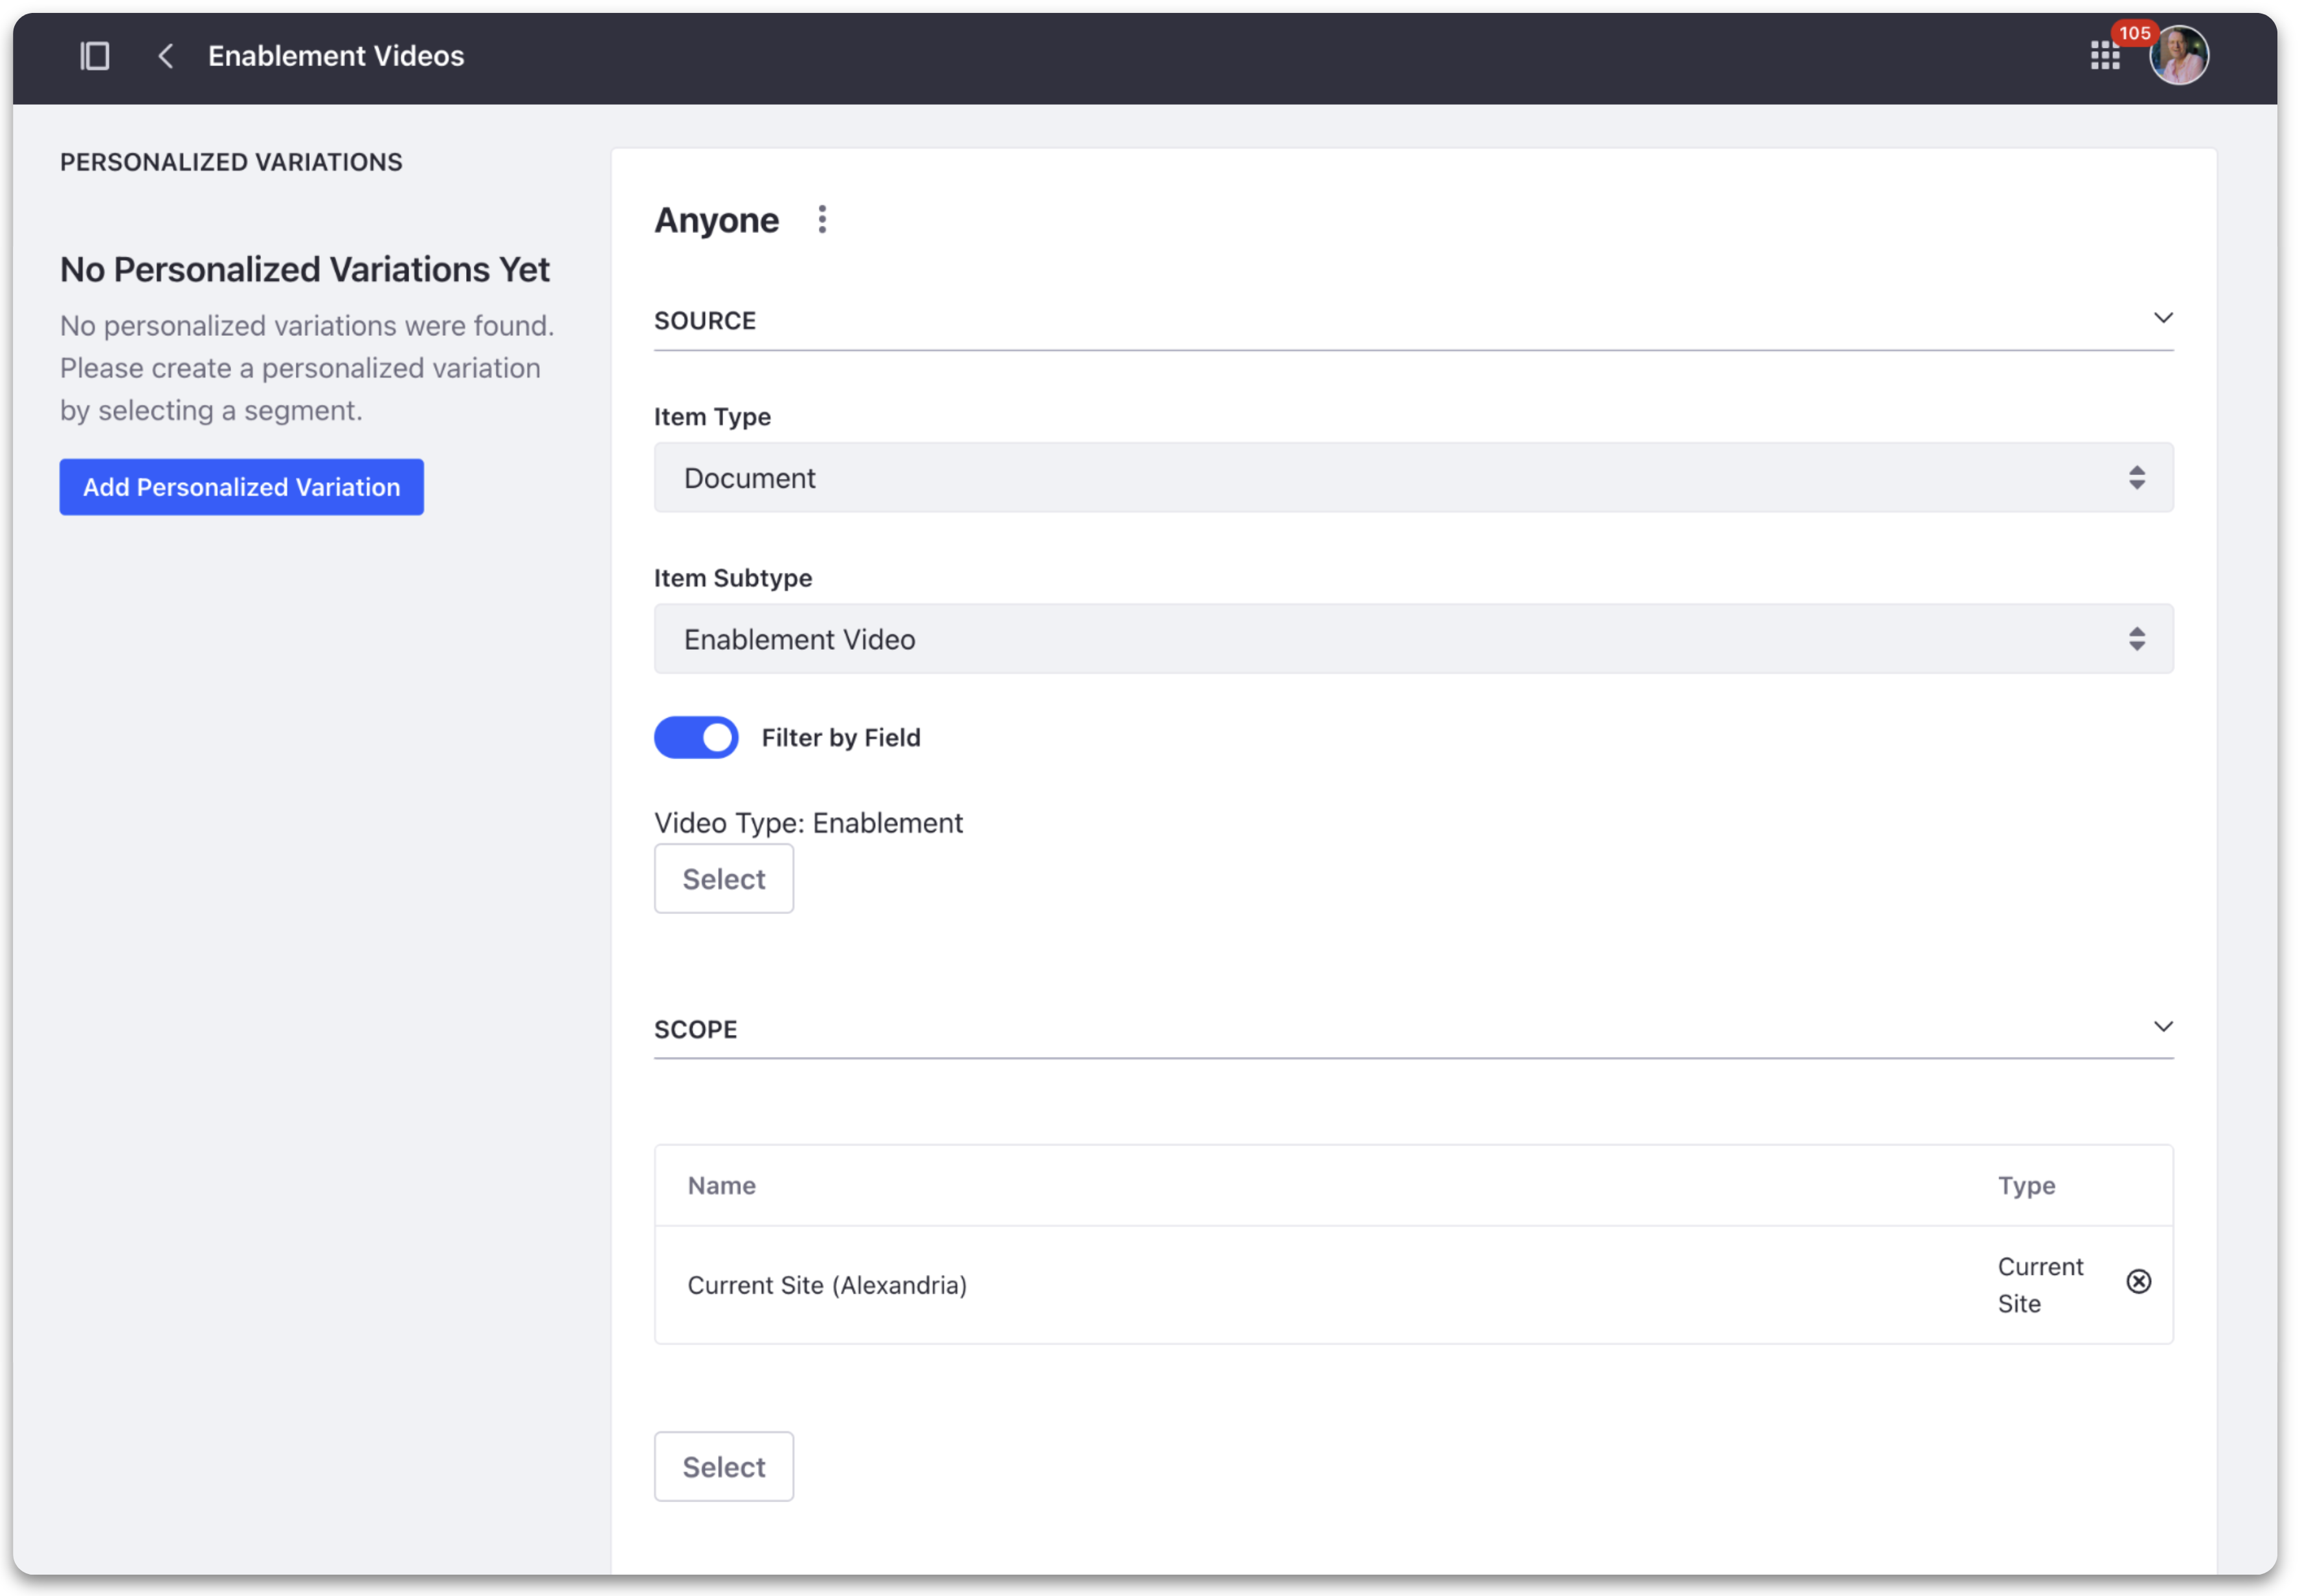 Enablement Videos
105
PERSONALIZED VARIATIONS
No Personalized Variations Yet
No personalized variations were found.
Please create a personalized variation
by selecting a segment.
Add Personalized Variation
Anyone
SOURCE
Item Type
Document
Item Subtype
Enablement Video
Filter by Field
Video Type: Enablement
Select
SCOPE
Name Type
Current Site (Alexandria) Current
Site
Select